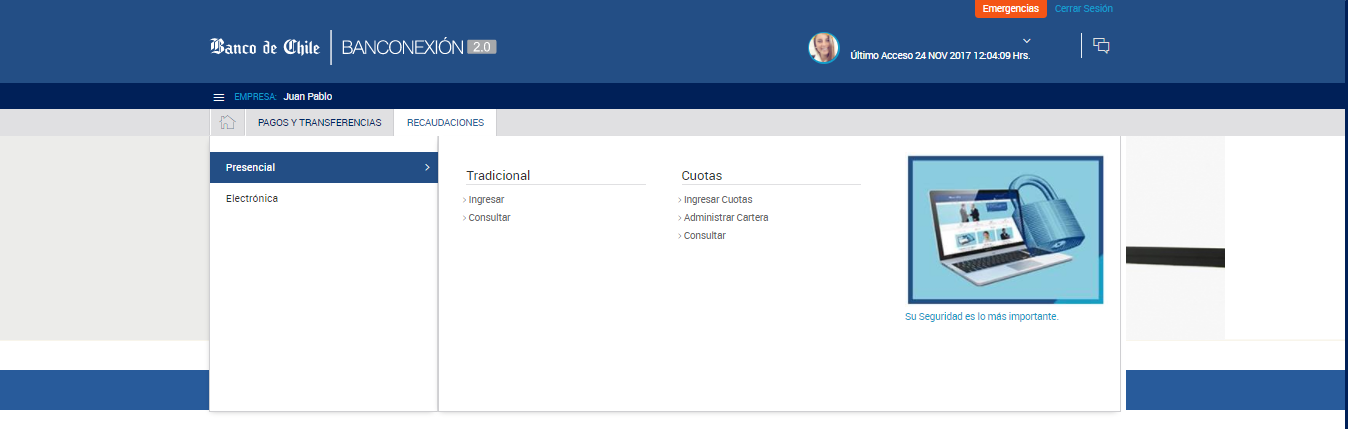 Emergencias Cerrar Sesión
Banco de Chile BANCONEXIÓN 2.0
Último Acceso 24 NOV 2017 12:04:09 Hrs.
EMPRESA: Juan Pablo
PAGOS Y TRANSFERENCIAS RECAUDACIONES
Presencial
Electrónica
Tradicional
Ingresar
Consultar
Cuotas
Ingresar Cuotas
Administrar Cartera
Consultar
Su Seguridad es lo más importante.